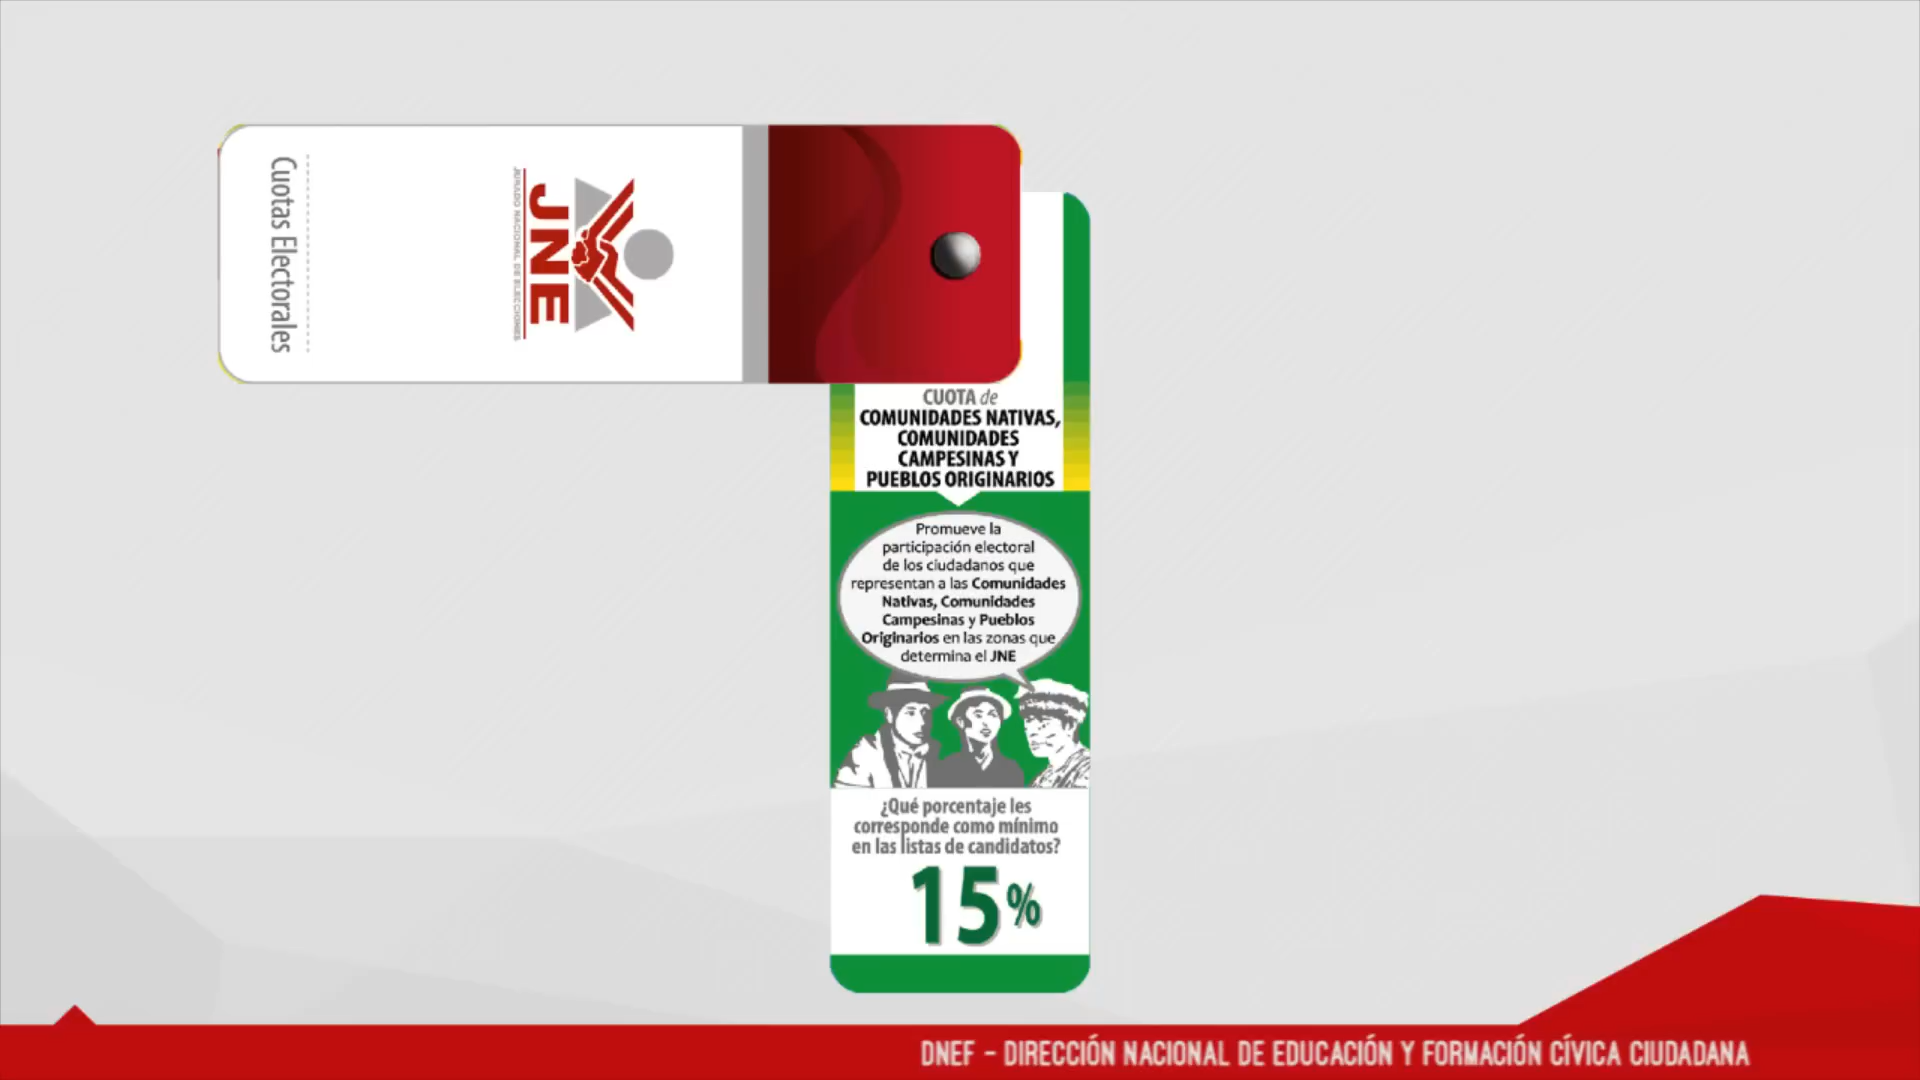 Cuotas Electorales
JNE
JURADO NACIONAL DE ELECCIONES
CUOTA de
COMUNIDADES NATIVAS,
COMUNIDADES
CAMPESINAS Y
PUEBLOS ORIGINARIOS
Promueve la
participación electoral
de los ciudadanos que
representan a las Comunidades
Nativas, Comunidades
Campesinas y Pueblos
Originarios en las zonas que
determina el JNE
¿Qué porcentaje les
corresponde como mínimo
en las listas de candidatos?
15%
DNEF - DIRECCIÓN NACIONAL DE EDUCACIÓN Y FORMACIÓN CÍVICA CIUDADANA